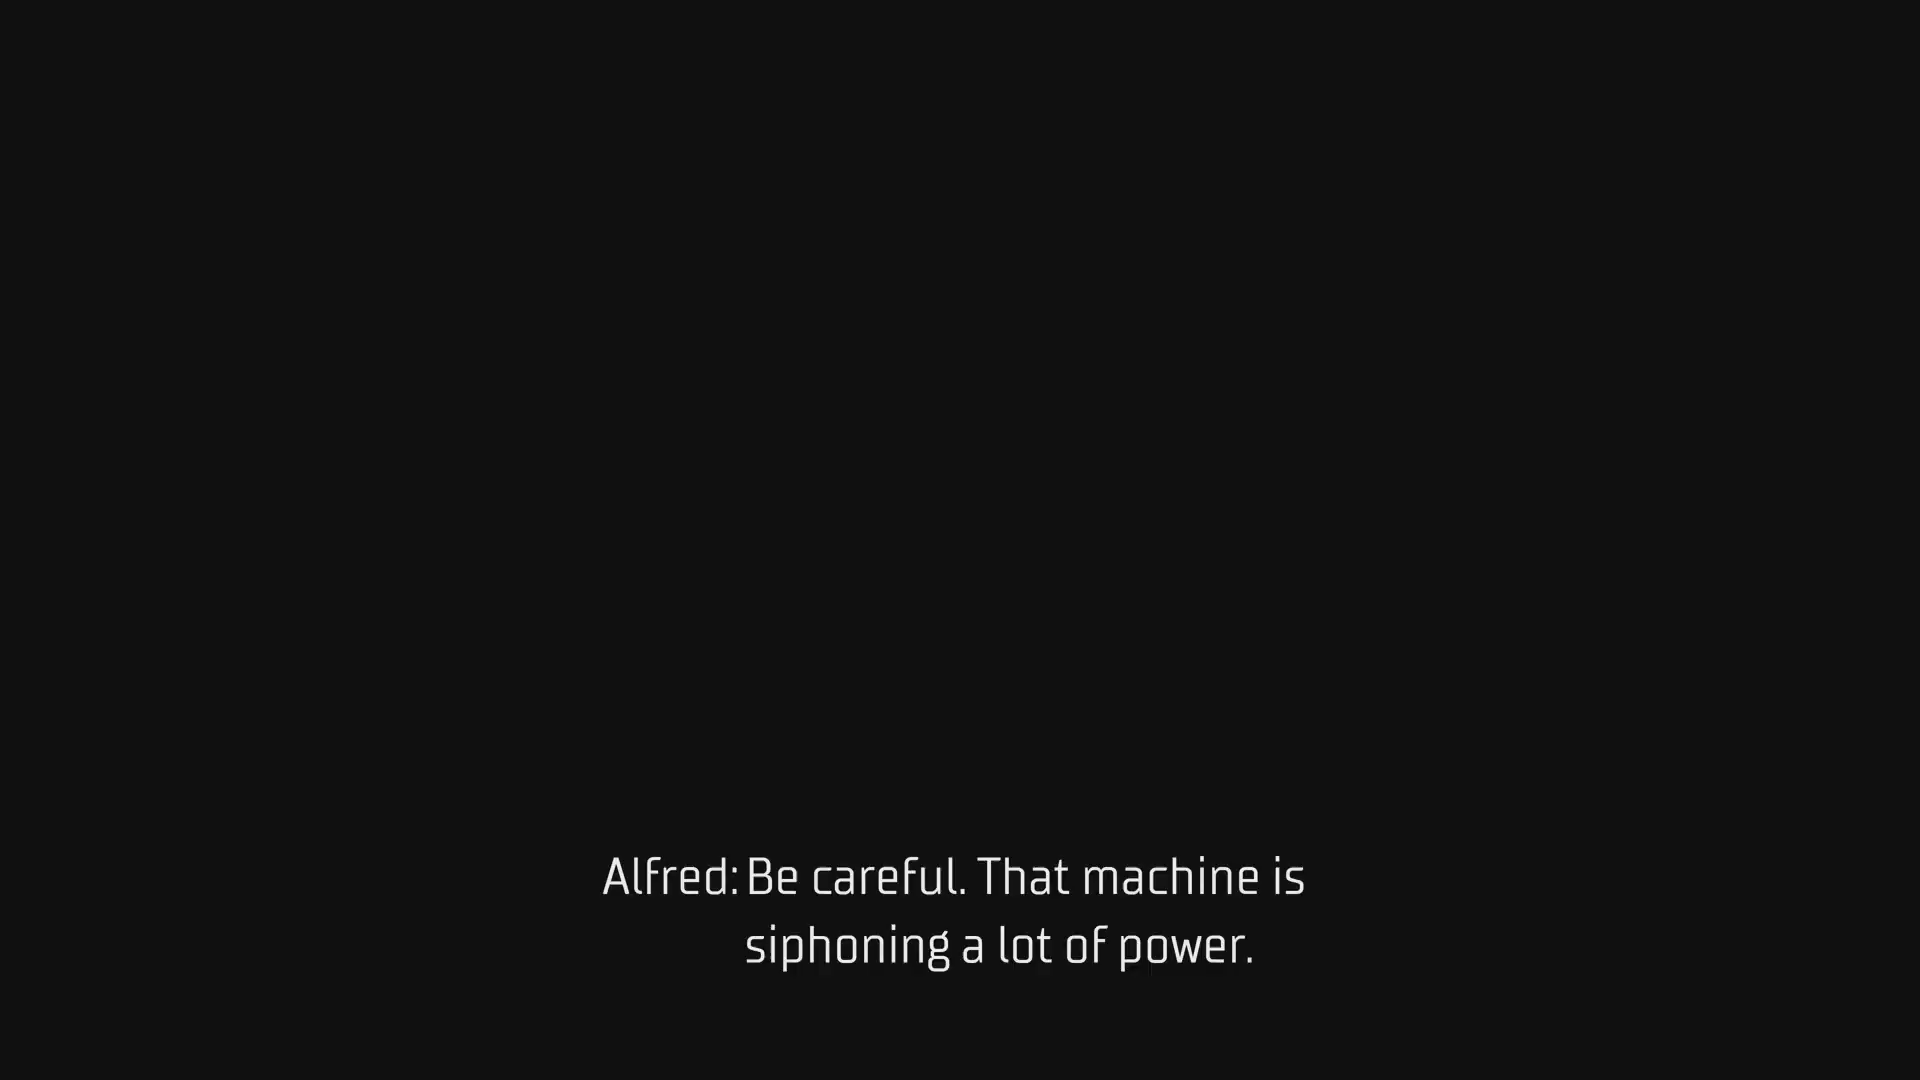 Alfred: Be careful. That machine is
siphoning a lot of power.